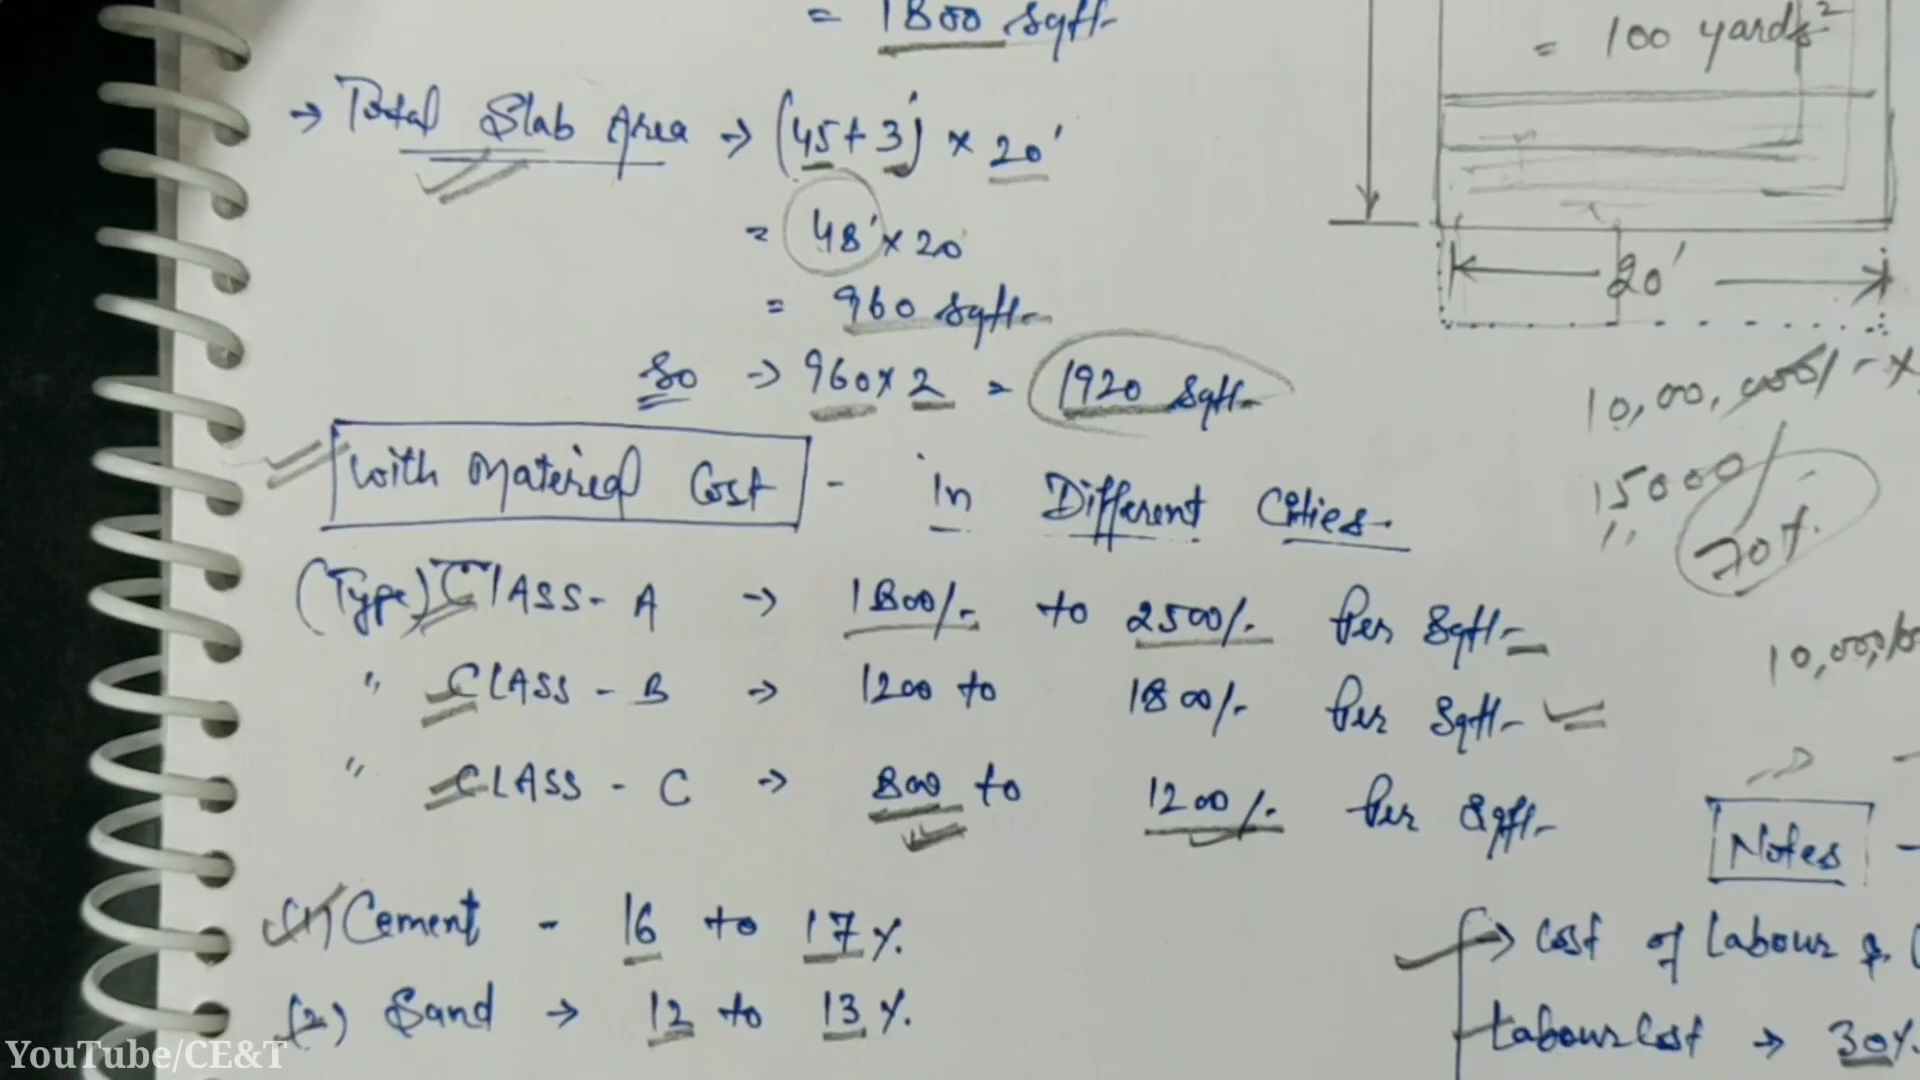 = 1800 Sqft-
= 100 yards²
→ Total Slab Area → (45+3) × 20'
= 48' × 20
= 960 Sqft-
20'
So → 960 × 2 = 1920 Sqft-
10,00,000/- ×
15000/
70%.
with Material Cost - in Different Cities-
(Type) CLASS - A → 1800/- to 2500/- Per Sqft-
" CLASS - B → 1200 to 1800/- Per Sqft-
" CLASS - C → 800 to 1200/- Per Sqft-
10,00,00
Notes -
(1) Cement - 16 to 17%.
→ Cost of labour &
(2) Sand → 12 to 13%.
Labour Cost → 30%.
YouTube/CE&T